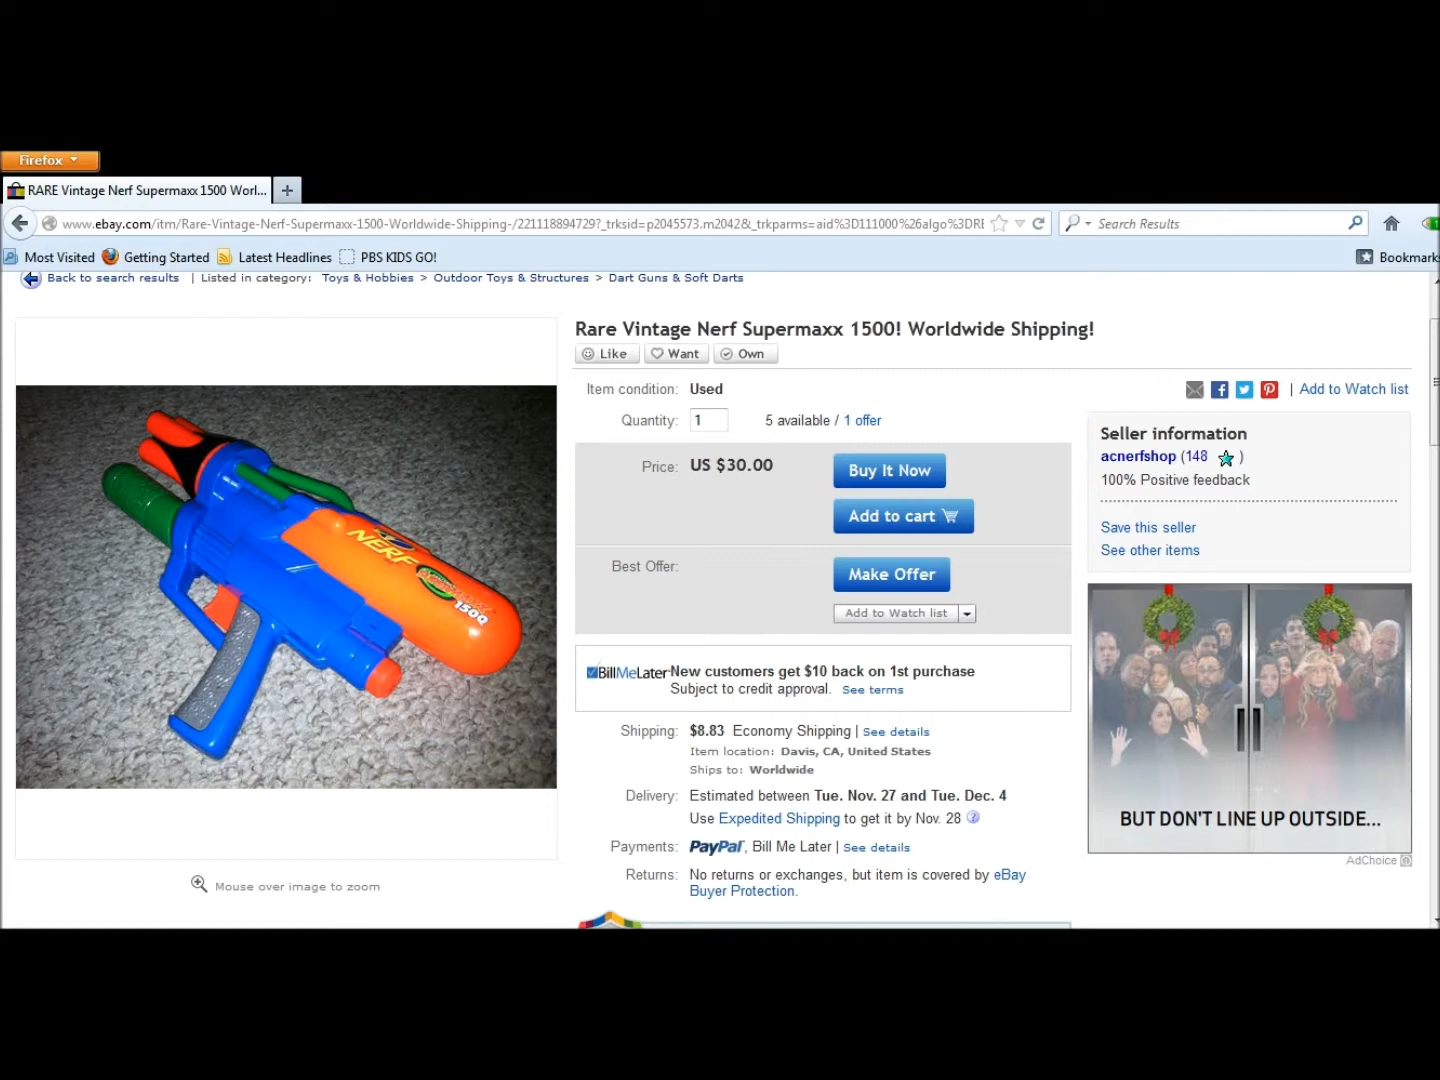 Firefox
RARE Vintage Nerf Supermaxx 1500 Worl...
www.ebay.com/itm/Rare-Vintage-Nerf-Supermaxx-1500-Worldwide-Shipping-/221118894729?_trksid=p2045573.m2042&_trkparms=aid%3D111000%26algo%3DRE
Search Results
Most Visited Getting Started Latest Headlines PBS KIDS GO! Bookmark
Back to search results | Listed in category: Toys & Hobbies > Outdoor Toys & Structures > Dart Guns & Soft Darts
Rare Vintage Nerf Supermaxx 1500! Worldwide Shipping!
Like Want Own
Item condition: Used
| Add to Watch list
Quantity: 1 5 available / 1 offer
Price: US $30.00
Buy It Now
Add to cart
Best Offer:
Make Offer
Add to Watch list
BillMeLater New customers get $10 back on 1st purchase
Subject to credit approval. See terms
Shipping: $8.83 Economy Shipping | See details
Item location: Davis, CA, United States
Ships to: Worldwide
Delivery: Estimated between Tue. Nov. 27 and Tue. Dec. 4
Use Expedited Shipping to get it by Nov. 28 ?
Payments: PayPal, Bill Me Later | See details
Returns: No returns or exchanges, but item is covered by eBay
Buyer Protection.
Seller information
acnerfshop (148 )
100% Positive feedback
Save this seller
See other items
BUT DON'T LINE UP OUTSIDE...
AdChoice
NERF
1500
Mouse over image to zoom